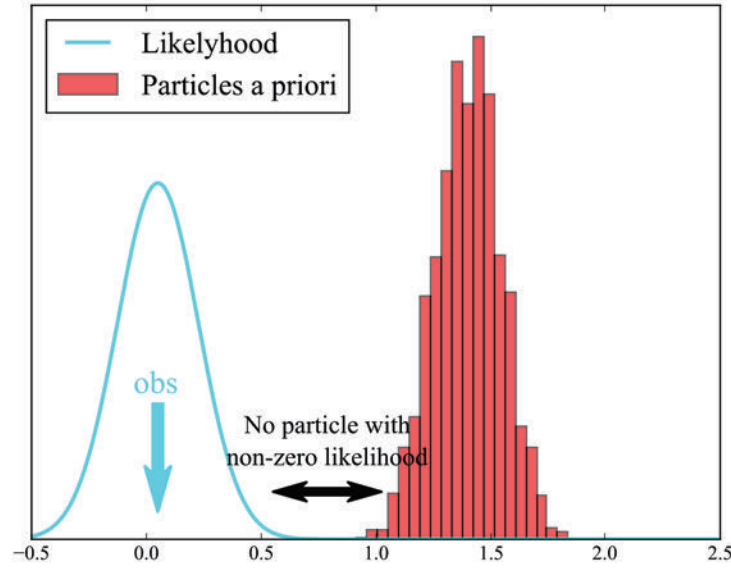 Likelyhood
Particles a priori
obs
No particle with
non-zero likelihood
−0.5 0.0 0.5 1.0 1.5 2.0 2.5